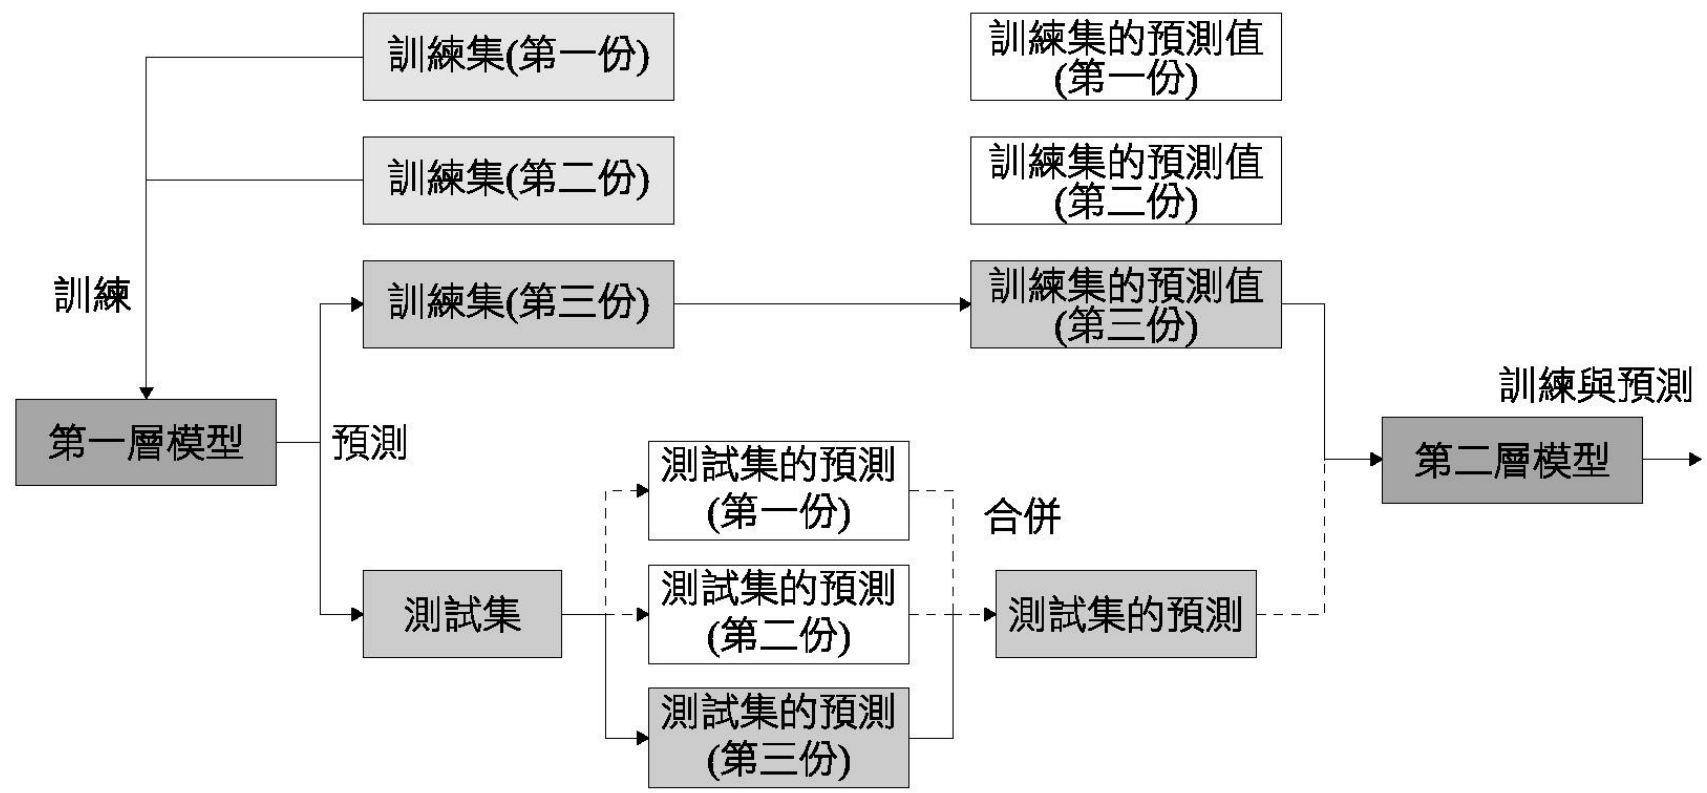 訓練集(第一份)
訓練集的預測值
(第一份)
訓練集(第二份)
訓練集的預測值
(第二份)
訓練
訓練集(第三份)
訓練集的預測值
(第三份)
訓練與預測
第一層模型
預測
第二層模型
測試集的預測
(第一份)
合併
測試集
測試集的預測
(第二份)
測試集的預測
測試集的預測
(第三份)